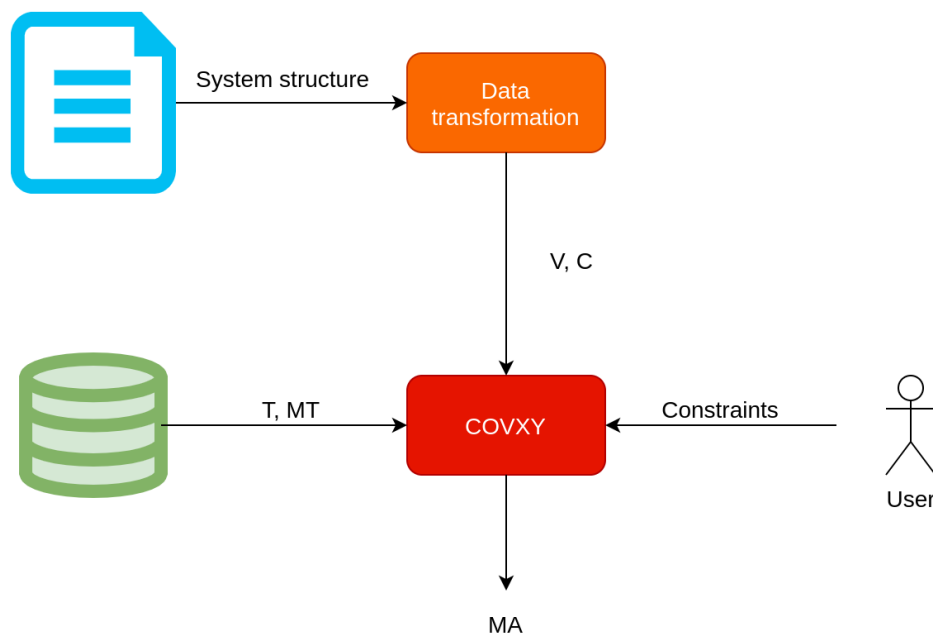 System structure
Data
transformation
V, C
T, MT
COVXY
Constraints
User
MA